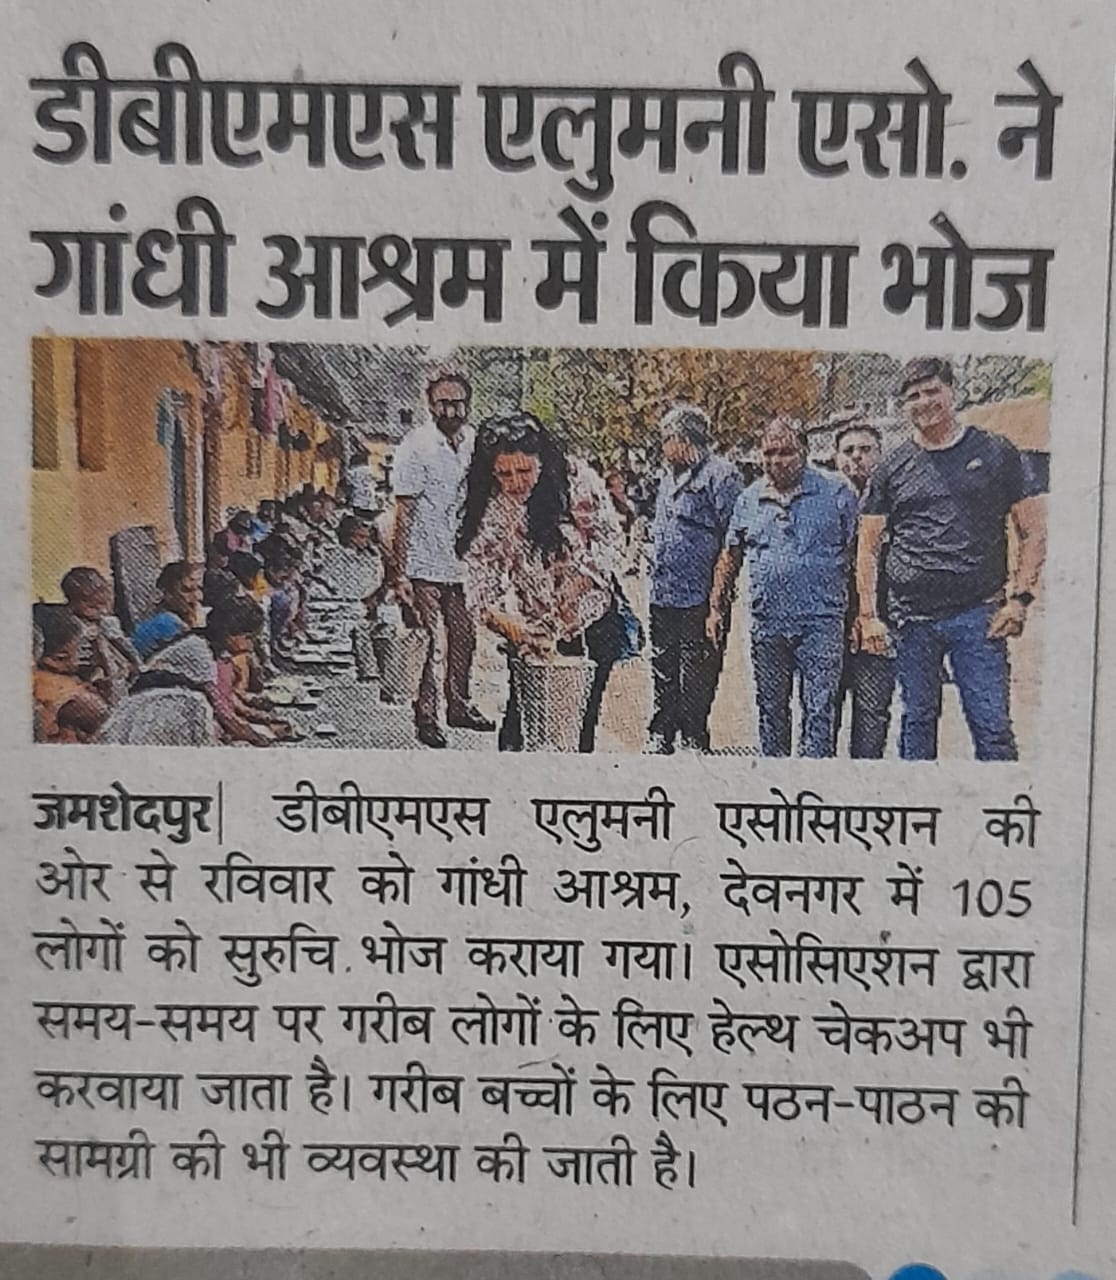 डीबीएमएस एलुमनी एसो. ने
गांधी आश्रम में किया भोज
जमशेदपुर| डीबीएमएस एलुमनी एसोसिएशन की
ओर से रविवार को गांधी आश्रम, देवनगर में 105
लोगों को सुरुचि भोज कराया गया। एसोसिएशन द्वारा
समय-समय पर गरीब लोगों के लिए हेल्थ चेकअप भी
करवाया जाता है। गरीब बच्चों के लिए पठन-पाठन की
सामग्री की भी व्यवस्था की जाती है।